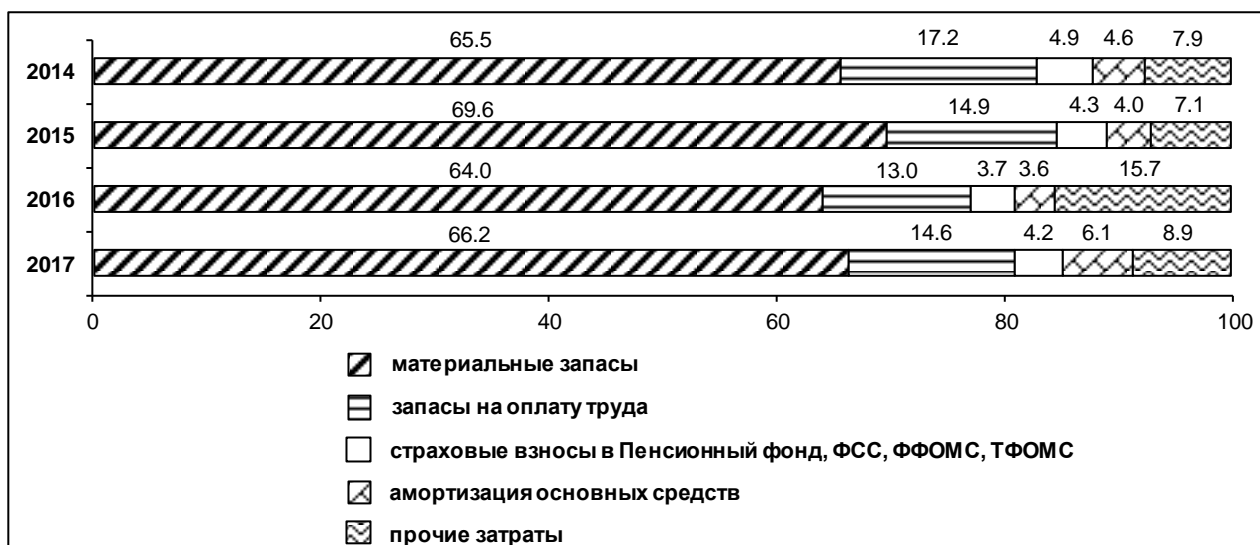 65.5 17.2 4.9 4.6 7.9
2014
69.6 14.9 4.3 4.0 7.1
2015
64.0 13.0 3.7 3.6 15.7
2016
66.2 14.6 4.2 6.1 8.9
2017
0 20 40 60 80 100
материальные запасы
запасы на оплату труда
страховые взносы в Пенсионный фонд, ФСС, ФФОМС, ТФОМС
амортизация основных средств
прочие затраты